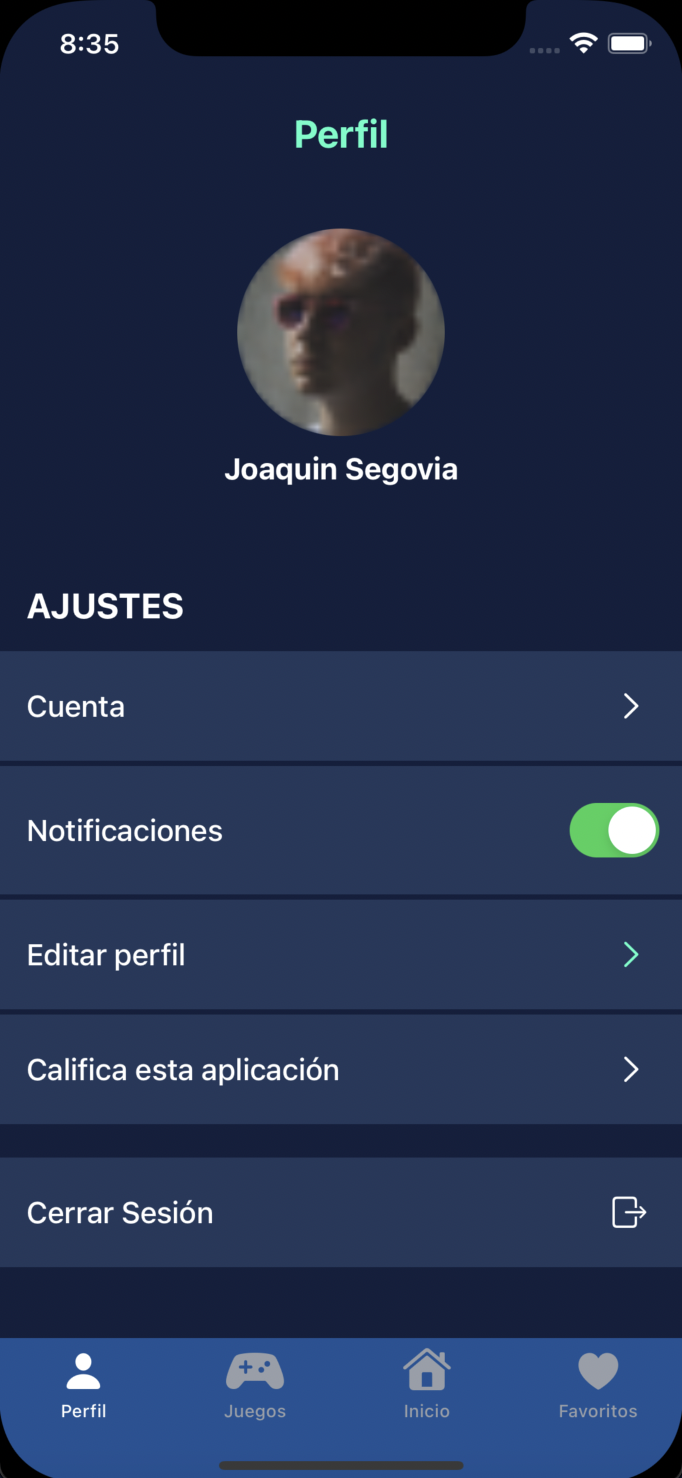 8:35
Perfil
Joaquin Segovia
AJUSTES
Cuenta
Notificaciones
Editar perfil
Califica esta aplicación
Cerrar Sesión
Perfil
Juegos
Inicio
Favoritos